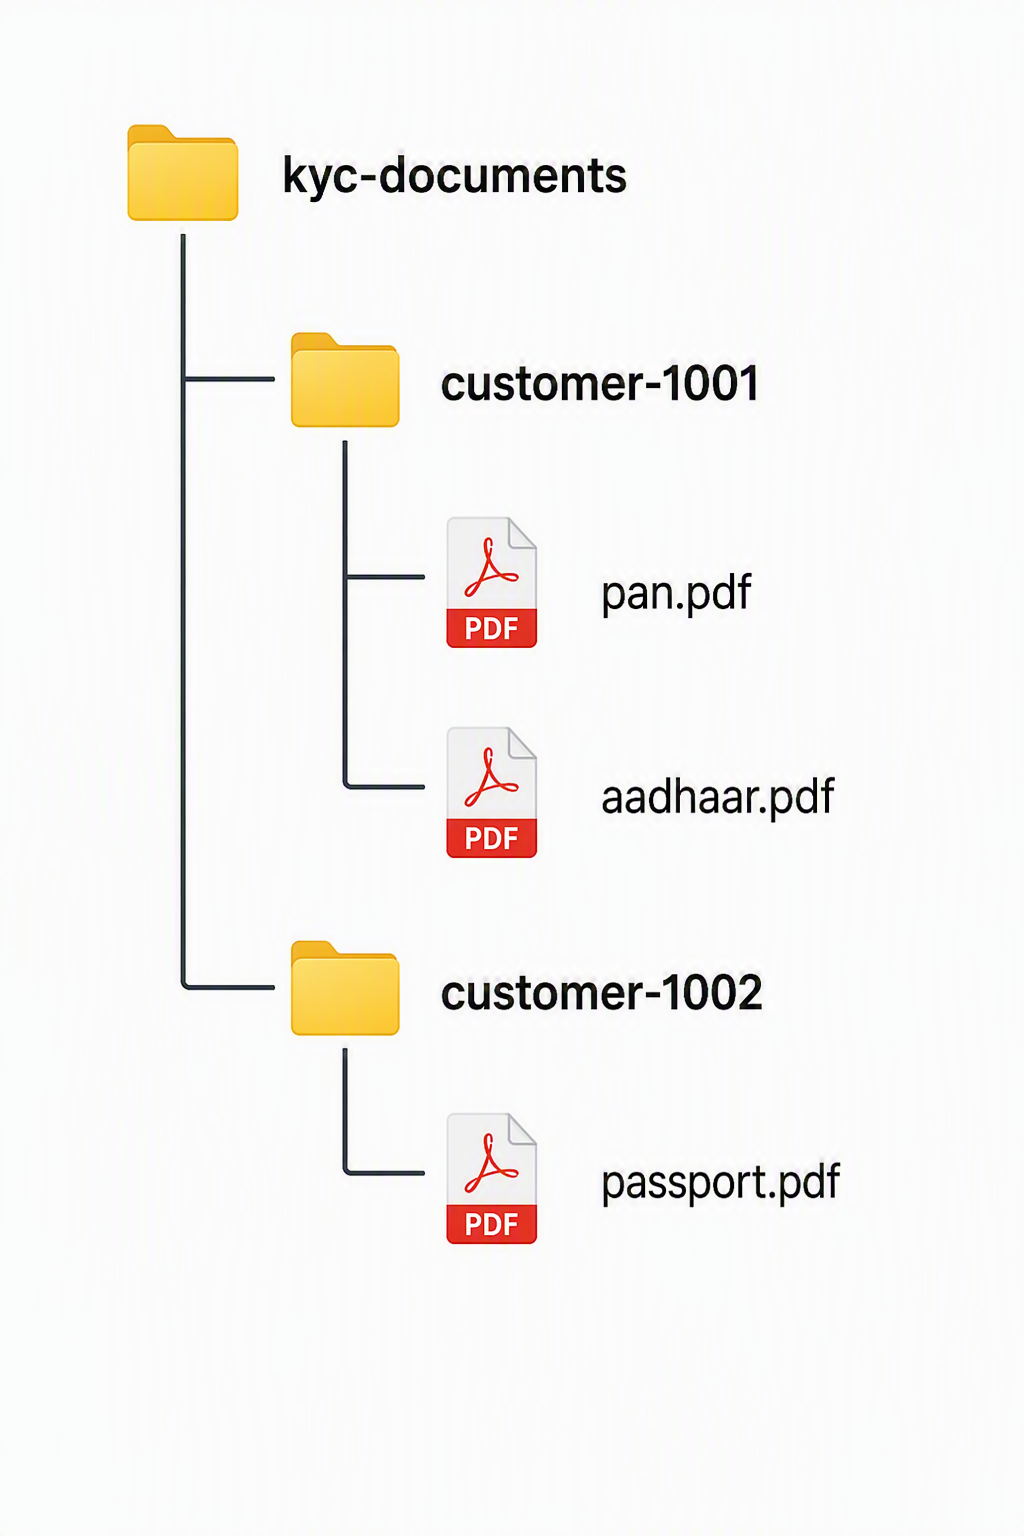 kyc-documents
customer-1001
PDF
pan.pdf
PDF
aadhaar.pdf
customer-1002
PDF
passport.pdf